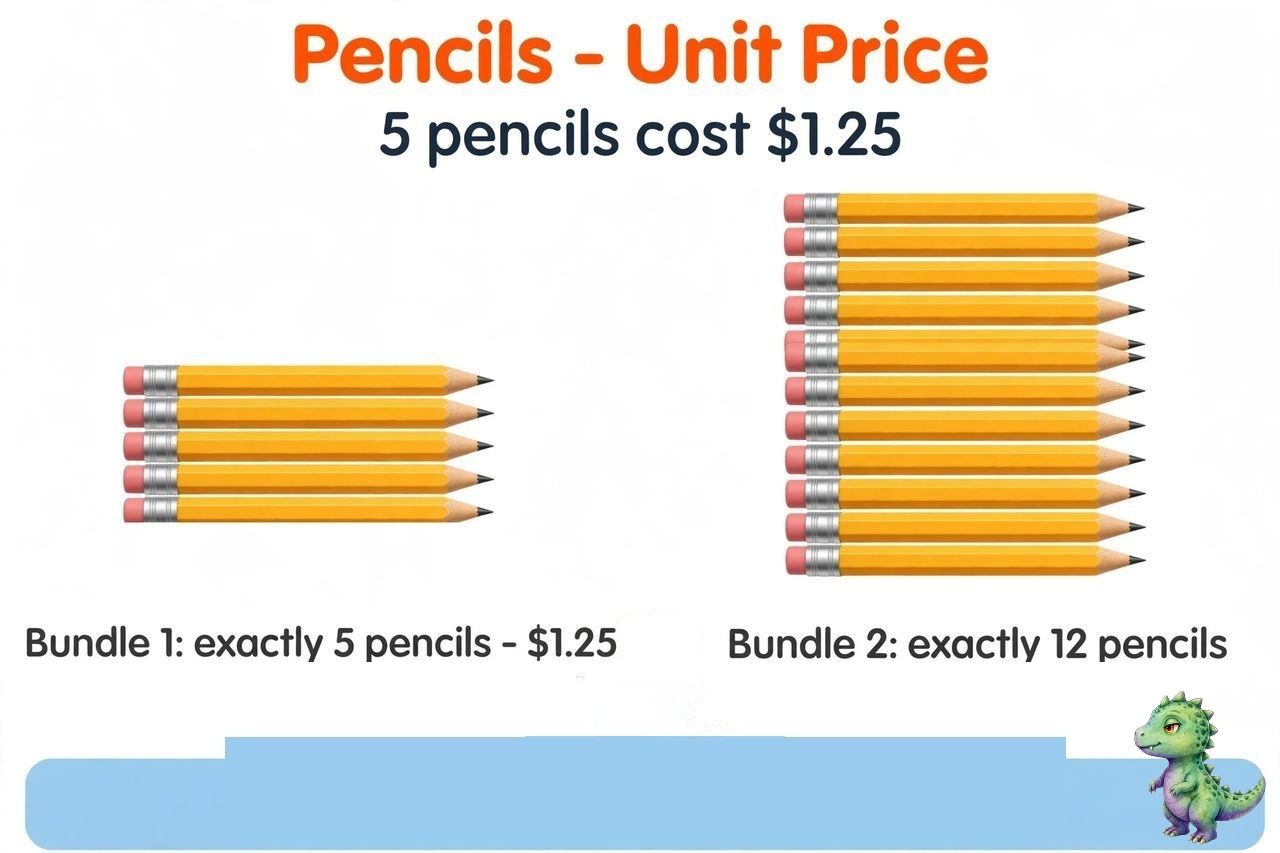 Pencils - Unit Price
5 pencils cost $1.25
Bundle 1: exactly 5 pencils - $1.25
Bundle 2: exactly 12 pencils